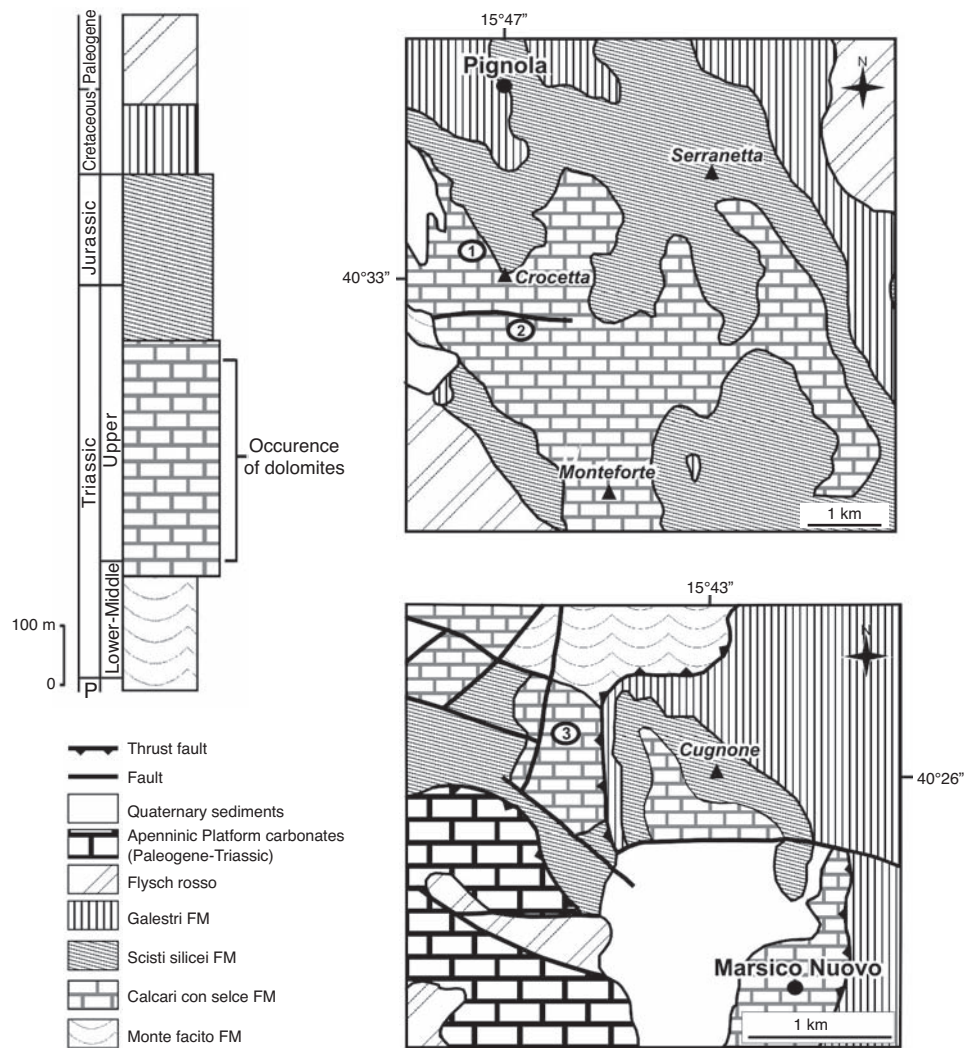 Paleogene
Cretaceous
Jurassic
Triassic
Upper
Lower-Middle
P
Occurence
of dolomites
100 m
0
Thrust fault
Fault
Quaternary sediments
Apenninic Platform carbonates
(Paleogene-Triassic)
Flysch rosso
Galestri FM
Scisti silicei FM
Calcari con selce FM
Monte facito FM
15°47”
N
Pignola
Serranetta
1
40°33”
Crocetta
2
Monteforte
1 km
15°43”
N
3
Cugnone
40°26”
Marsico Nuovo
1 km